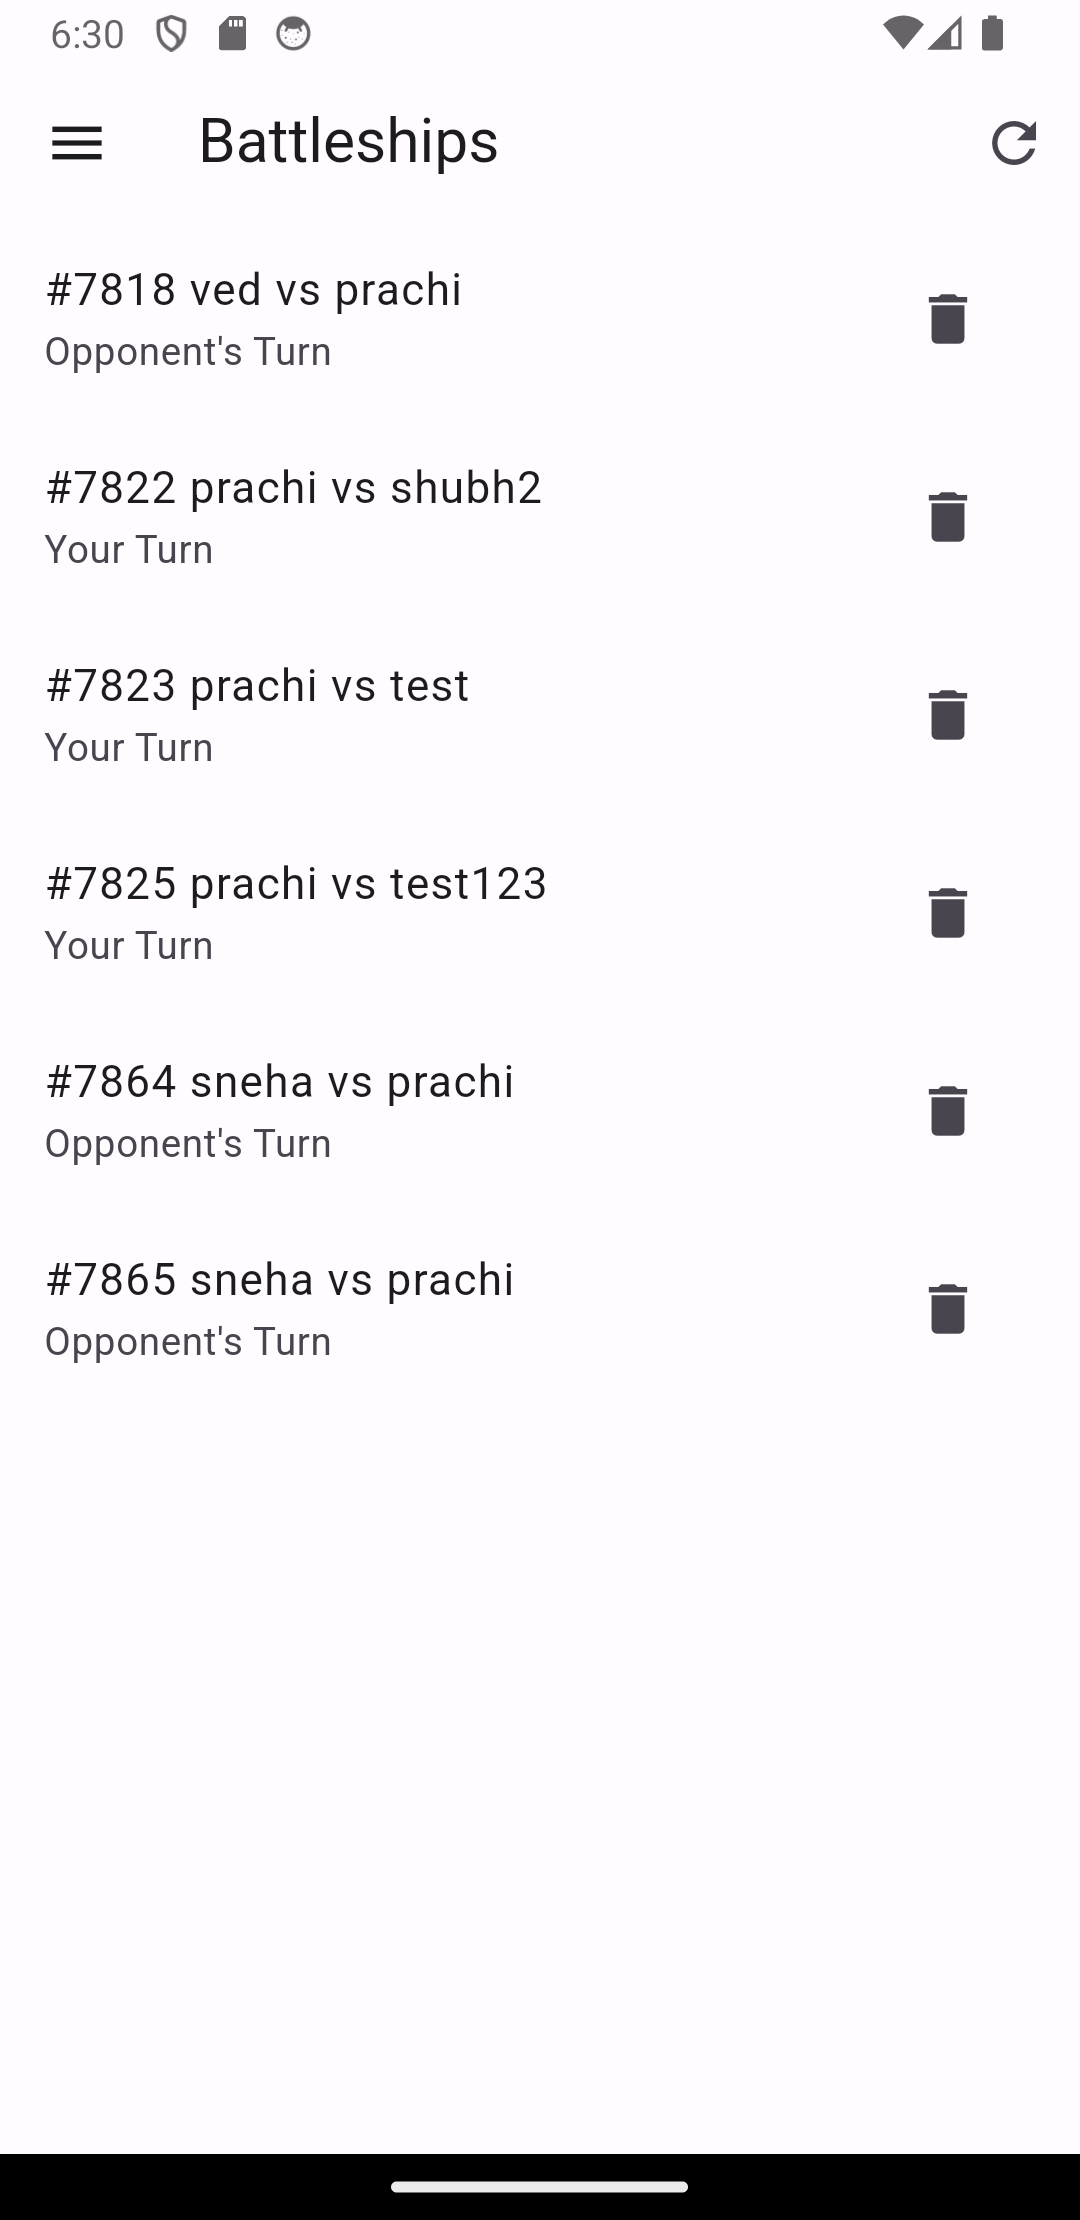 6:30
Battleships
#7818 ved vs prachi
Opponent's Turn
#7822 prachi vs shubh2
Your Turn
#7823 prachi vs test
Your Turn
#7825 prachi vs test123
Your Turn
#7864 sneha vs prachi
Opponent's Turn
#7865 sneha vs prachi
Opponent's Turn